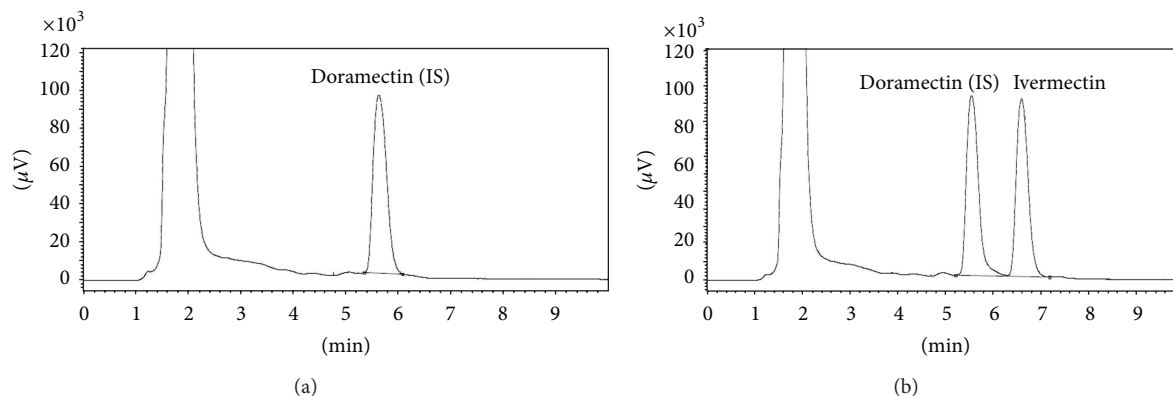 ×10³
120
100
80
60
40
20
0
(μV)
Doramectin (IS)
0 1 2 3 4 5 6 7 8 9
(min)
(a)
×10³
120
100
80
60
40
20
0
(μV)
Doramectin (IS) Ivermectin
0 1 2 3 4 5 6 7 8 9
(min)
(b)